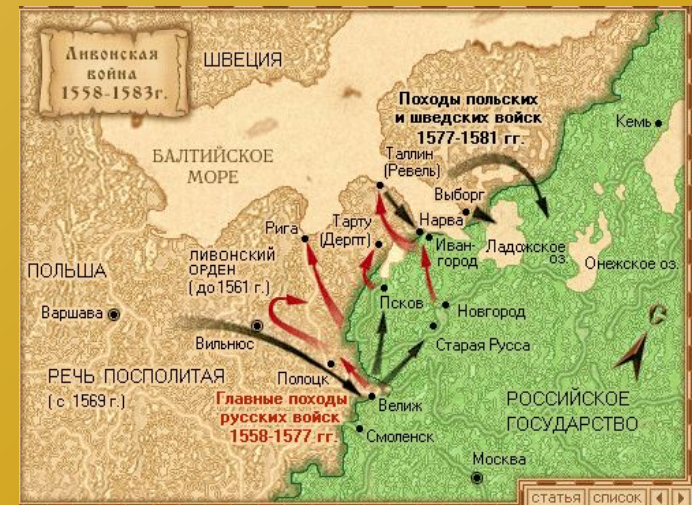 Ливонская
война
1558-1583г.
ШВЕЦИЯ
Походы польских
и шведских войск
1577-1581 гг.
Кемь
БАЛТИЙСКОЕ
МОРЕ
Таллин
(Ревель)
Выборг
Рига
Тарту
(Дерпт)
Нарва
Иван-
город
Ладожское
оз.
Онежское оз.
ЛИВОНСКИЙ
ОРДЕН
(до 1561 г.)
ПОЛЬША
Варшава
Псков
Новгород
С
Вильнюс
Старая Русса
Полоцк
РЕЧЬ ПОСПОЛИТАЯ
(с 1569 г.)
Главные походы
русских войск
1558-1577 гг.
Велиж
Смоленск
РОССИЙСКОЕ
ГОСУДАРСТВО
Москва
статья
список